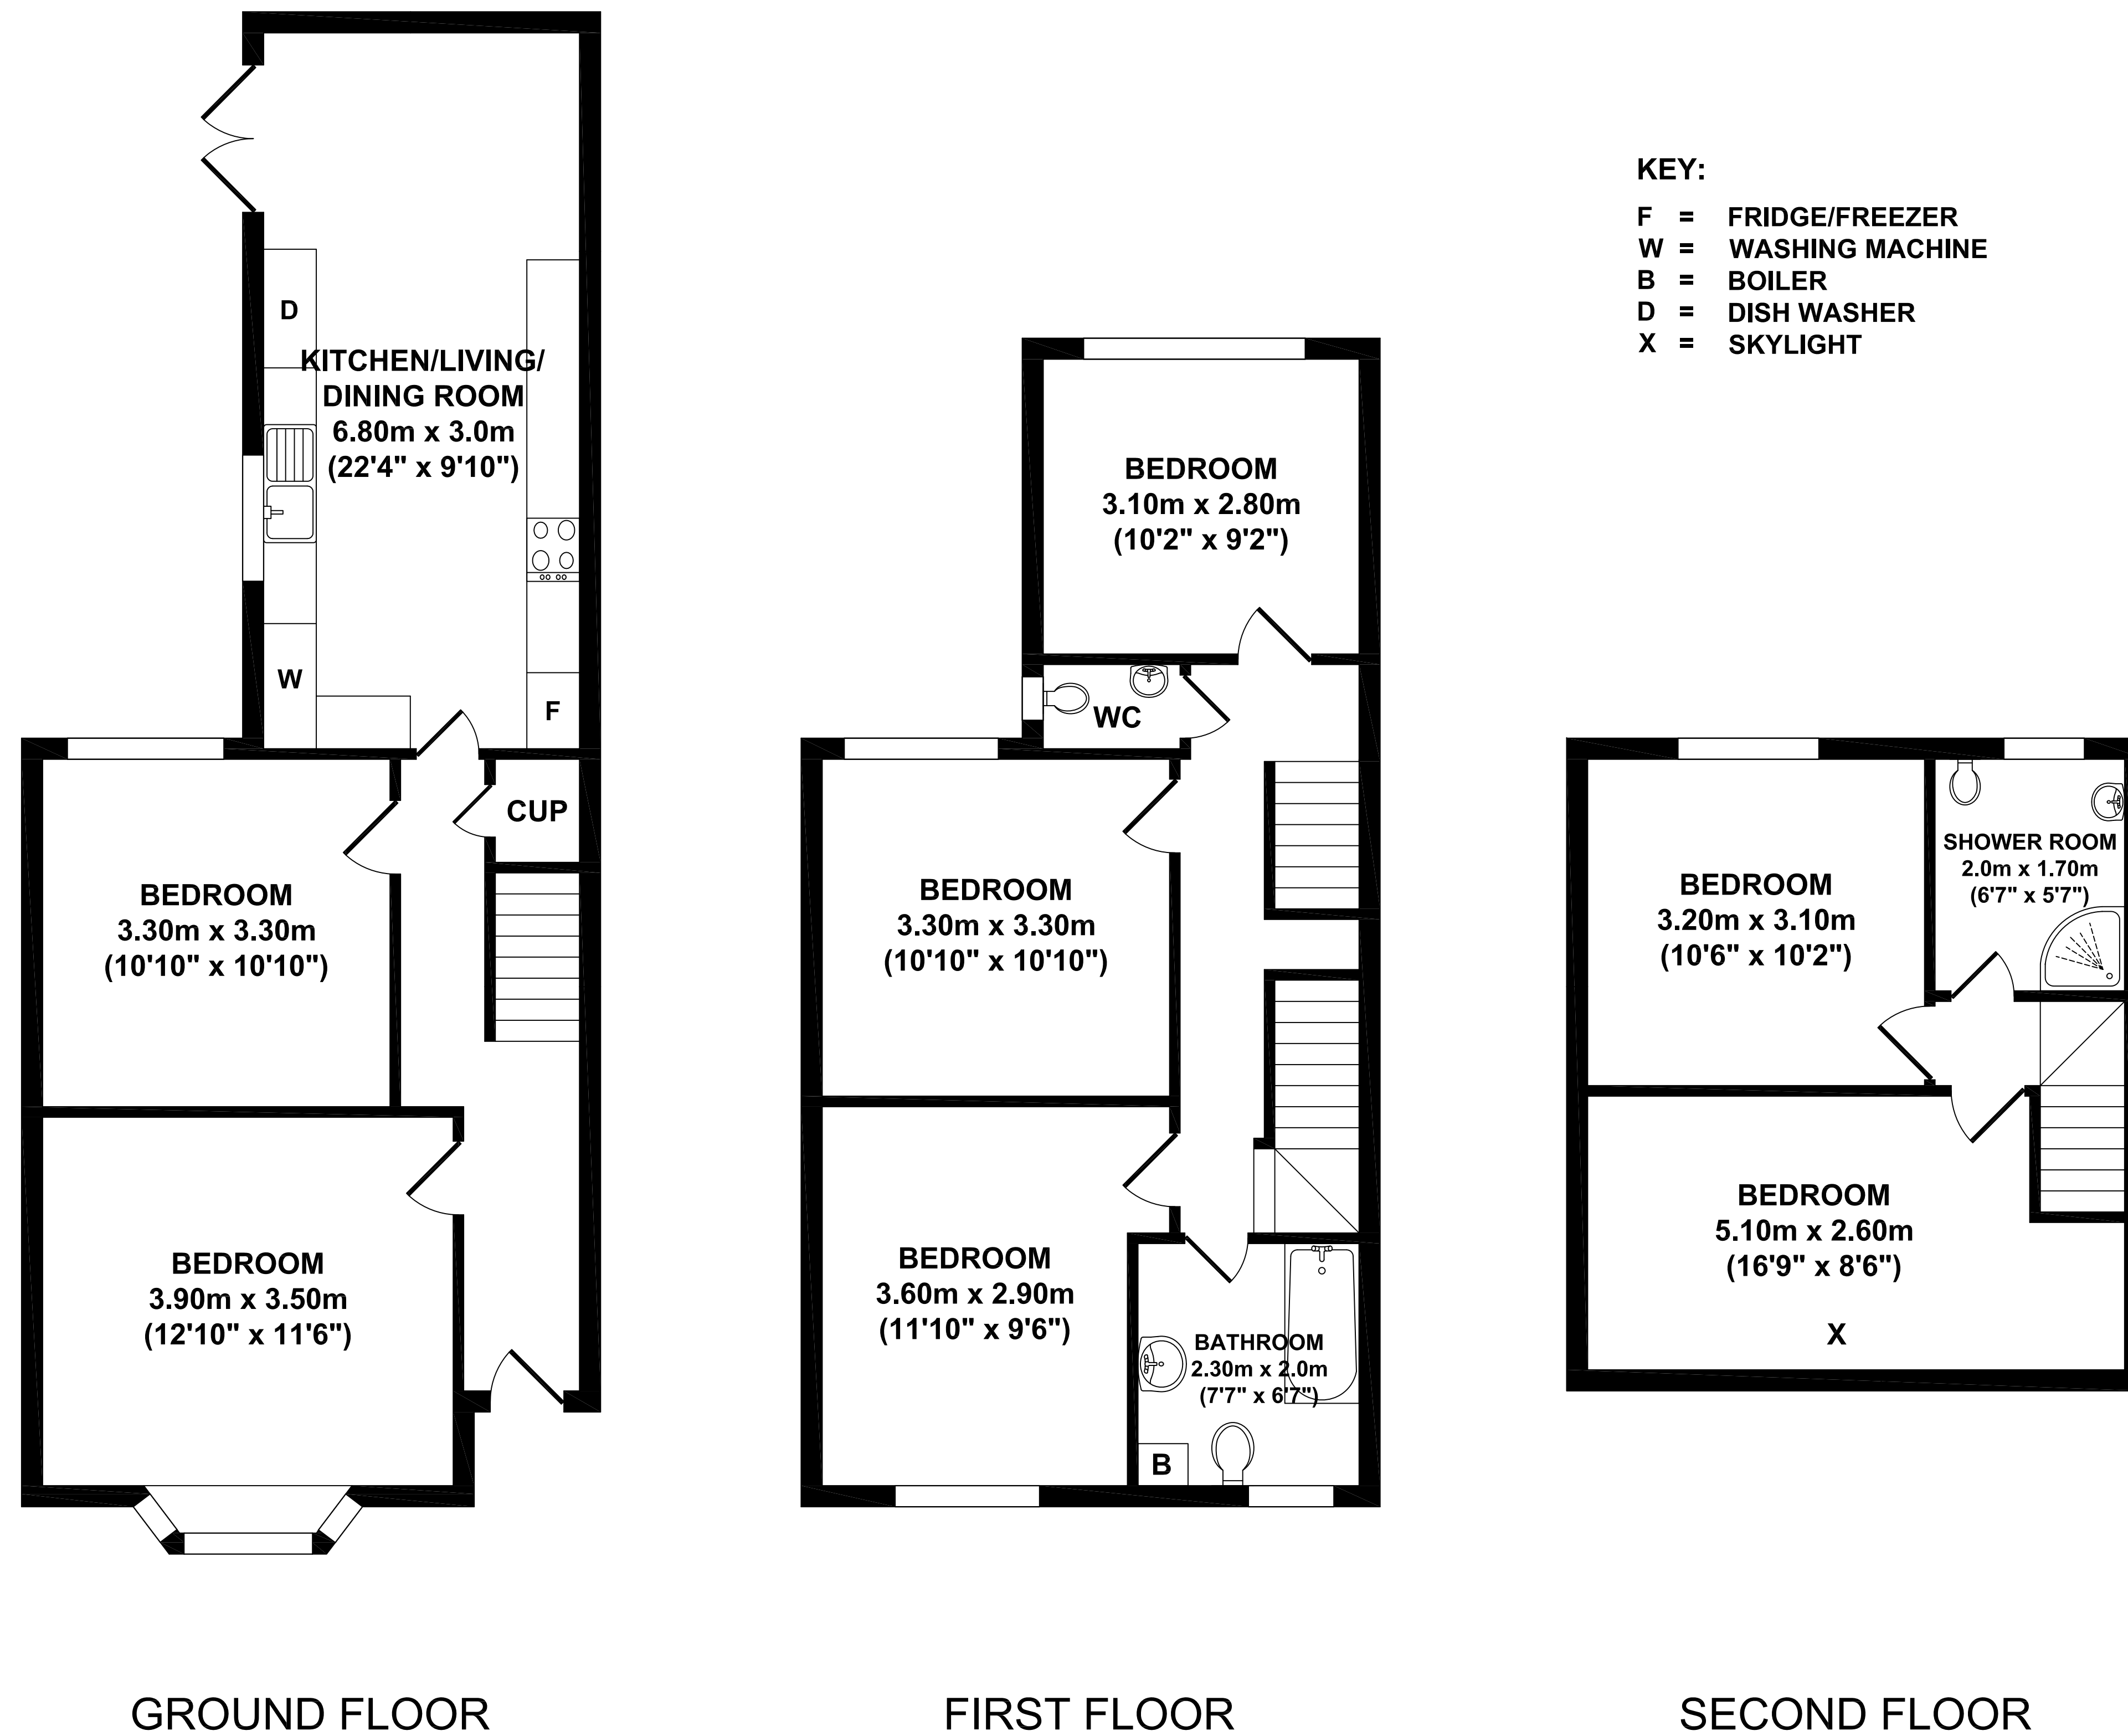 D
KITCHEN/LIVING/
DINING ROOM
6.80m x 3.0m
(22'4" x 9'10")
W
F
CUP
BEDROOM
3.30m x 3.30m
(10'10" x 10'10")
BEDROOM
3.90m x 3.50m
(12'10" x 11'6")
GROUND FLOOR
BEDROOM
3.10m x 2.80m
(10'2" x 9'2")
WC
BEDROOM
3.30m x 3.30m
(10'10" x 10'10")
BEDROOM
3.60m x 2.90m
(11'10" x 9'6")
BATHROOM
2.30m x 2.0m
(7'7" x 6'7")
B
FIRST FLOOR
KEY:
F = FRIDGE/FREEZER
W = WASHING MACHINE
B = BOILER
D = DISH WASHER
X = SKYLIGHT
SHOWER ROOM
2.0m x 1.70m
(6'7" x 5'7")
BEDROOM
3.20m x 3.10m
(10'6" x 10'2")
BEDROOM
5.10m x 2.60m
(16'9" x 8'6")
X
SECOND FLOOR